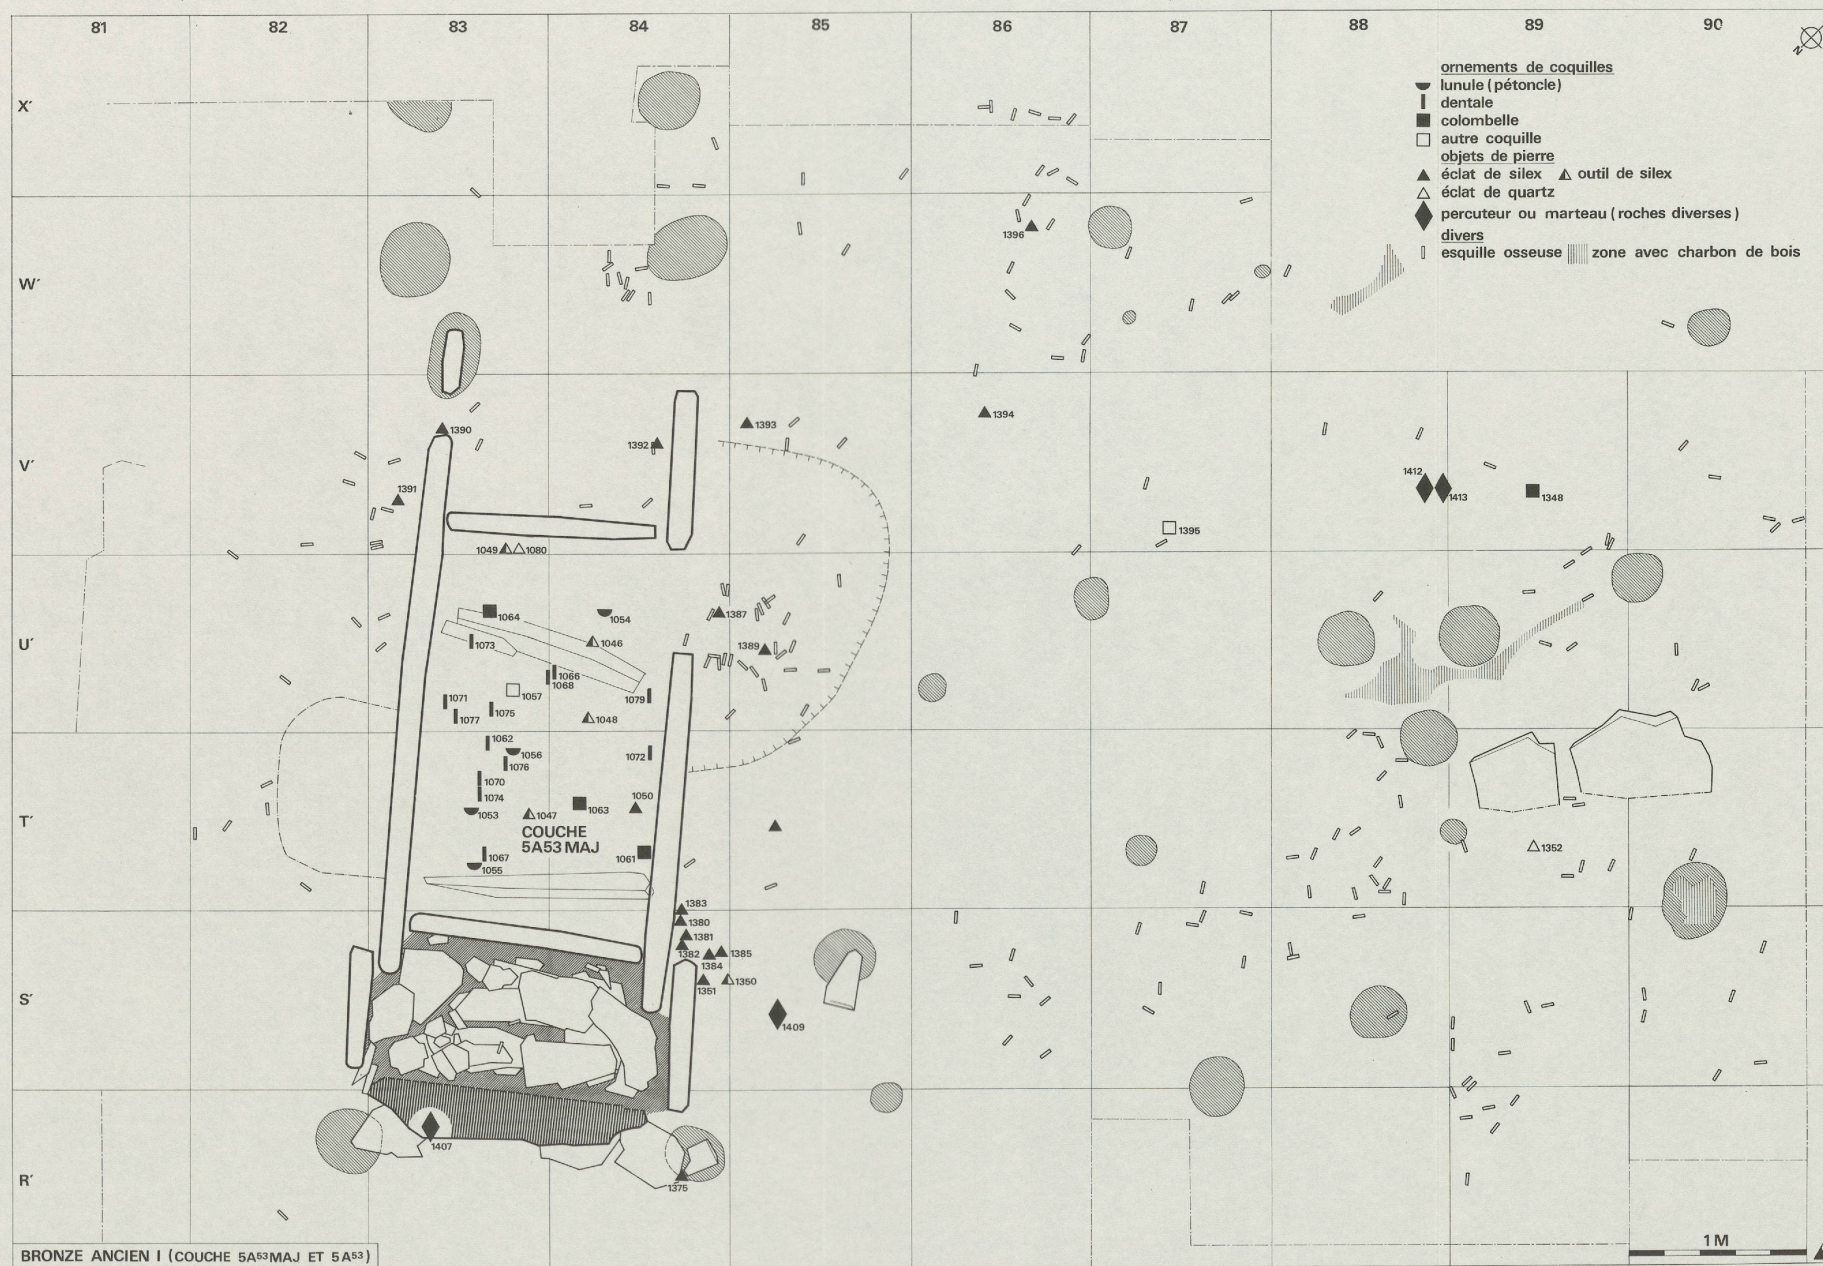 81 82 83 84 85 86 87 88 89 90
N
X′
W′
V′
U′
T′
S′
R′
ornements de coquilles
lunule (pétoncle)
dentale
colombelle
autre coquille
objets de pierre
éclat de silex outil de silex
éclat de quartz
percuteur ou marteau (roches diverses)
divers
esquille osseuse zone avec charbon de bois
1396
1394
1393
1390
1392
1391
1412
1413
1348
1395
1049 1080
1064
1054
1387
1046
1073
1389
1066
1068
1057
1079
1071
1075
1077
1048
1062
1056
1072
1076
1070
1074
1050
1053
1047
1063
COUCHE
5A53 MAJ
1067
1061
1055
1352
1383
1380
1381
1382
1385
1384
1351
1350
1409
1407
1375
1 M
BRONZE ANCIEN I (COUCHE 5A53MAJ ET 5A53)